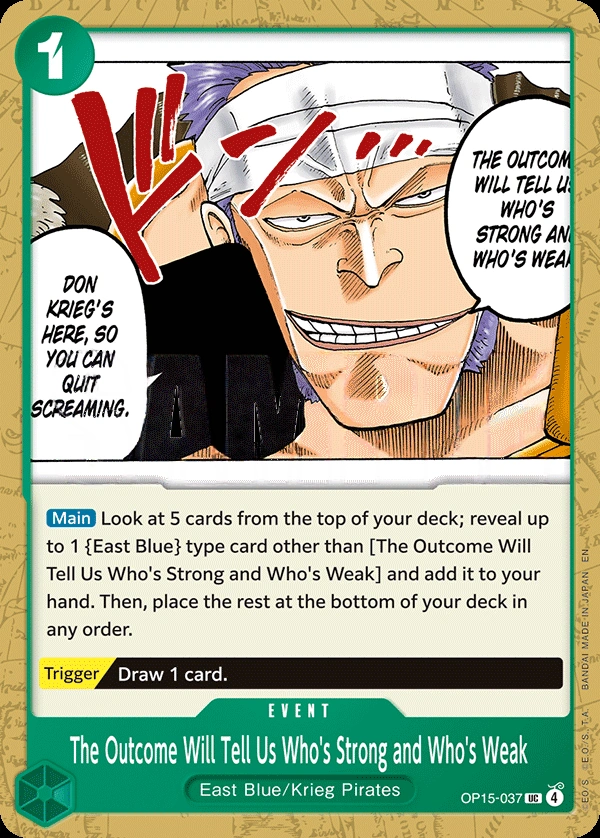 1
ドン
THE OUTCOM
WILL TELL US
WHO'S
STRONG AN
WHO'S WEAK
DON
KRIEG'S
HERE, SO
YOU CAN
QUIT
SCREAMING.
Main Look at 5 cards from the top of your deck; reveal up
to 1 {East Blue} type card other than [The Outcome Will
Tell Us Who's Strong and Who's Weak] and add it to your
hand. Then, place the rest at the bottom of your deck in
any order.
Trigger Draw 1 card.
EVENT
The Outcome Will Tell Us Who's Strong and Who's Weak
East Blue/Krieg Pirates
OP15-037 UC 4
©E.O./S. ©E.O./S.,T.A. BANDAI MADE IN JAPAN EN